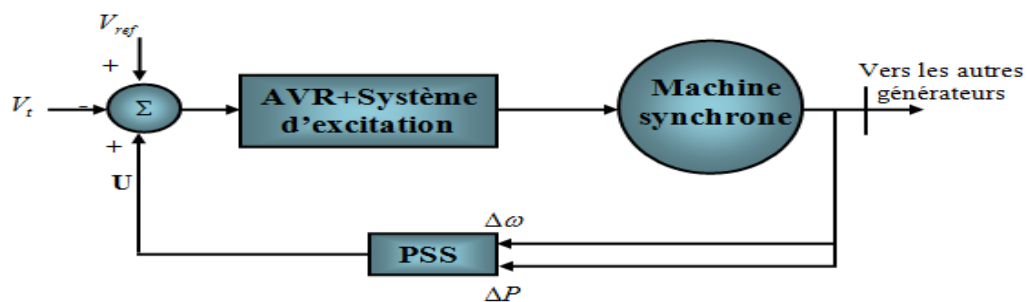 V_ref
+
V_t
-
Σ
+
U
AVR+Système
d'excitation
Machine
synchrone
Vers les autres
générateurs
Δω
PSS
ΔP